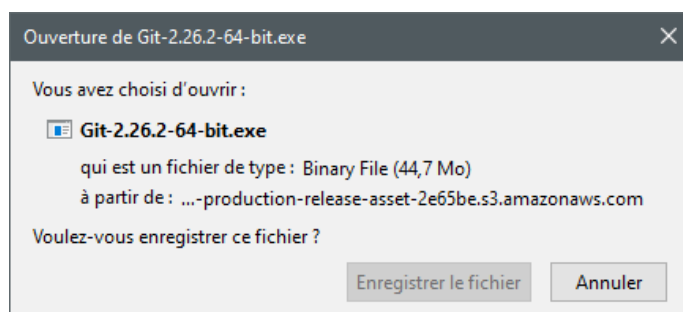 Ouverture de Git-2.26.2-64-bit.exe
Vous avez choisi d'ouvrir :
Git-2.26.2-64-bit.exe
qui est un fichier de type : Binary File (44,7 Mo)
à partir de : ...-production-release-asset-2e65be.s3.amazonaws.com
Voulez-vous enregistrer ce fichier ?
Enregistrer le fichier Annuler